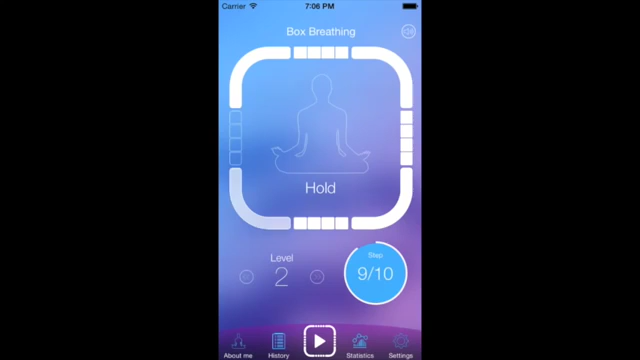 Carrier 7:06 PM
Box Breathing
Hold
Level
2
Step
9/10
About me History Statistics Settings